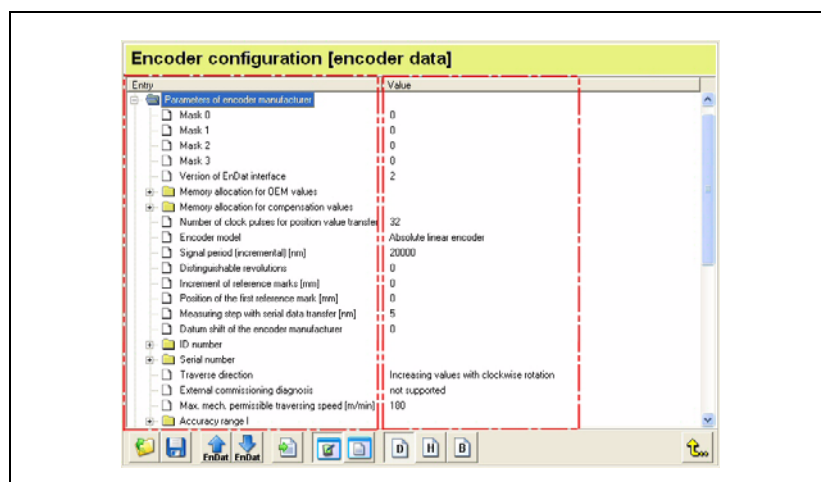 Encoder configuration [encoder data]
Entry Value
Parameters of encoder manufacturer
Mask 0 0
Mask 1 0
Mask 2 0
Mask 3 0
Version of EnDat interface 2
Memory allocation for OEM values
Memory allocation for compensation values
Number of clock pulses for position value transfer 32
Encoder model Absolute linear encoder
Signal period (incremental) [nm] 20000
Distinguishable revolutions 0
Increment of reference marks [mm] 0
Position of the first reference mark [mm] 0
Measuring step with serial data transfer [nm] 5
Datum shift of the encoder manufacturer 0
ID number
Serial number
Traverse direction Increasing values with clockwise rotation
External commissioning diagnosis not supported
Max. mech. permissible traversing speed [m/min] 180
Accuracy range I
EnDat EnDat D H B